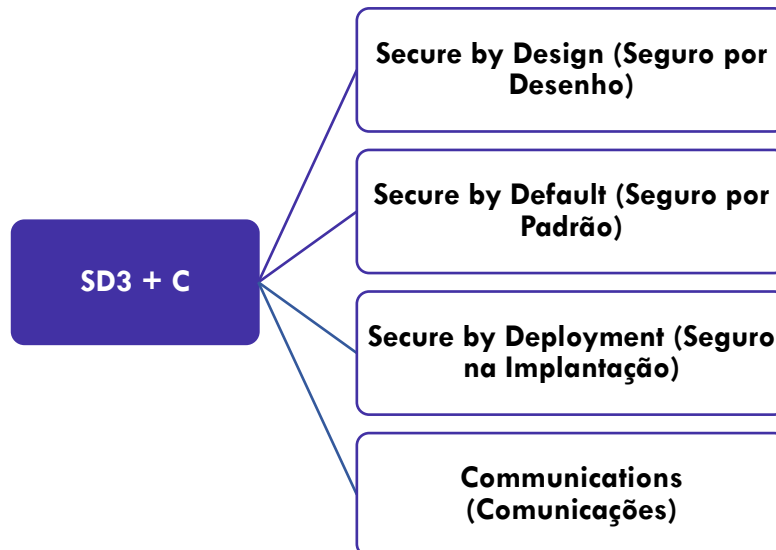 Secure by Design (Seguro por
Desenho)
Secure by Default (Seguro por
Padrão)
SD3 + C
Secure by Deployment (Seguro
na Implantação)
Communications
(Comunicações)